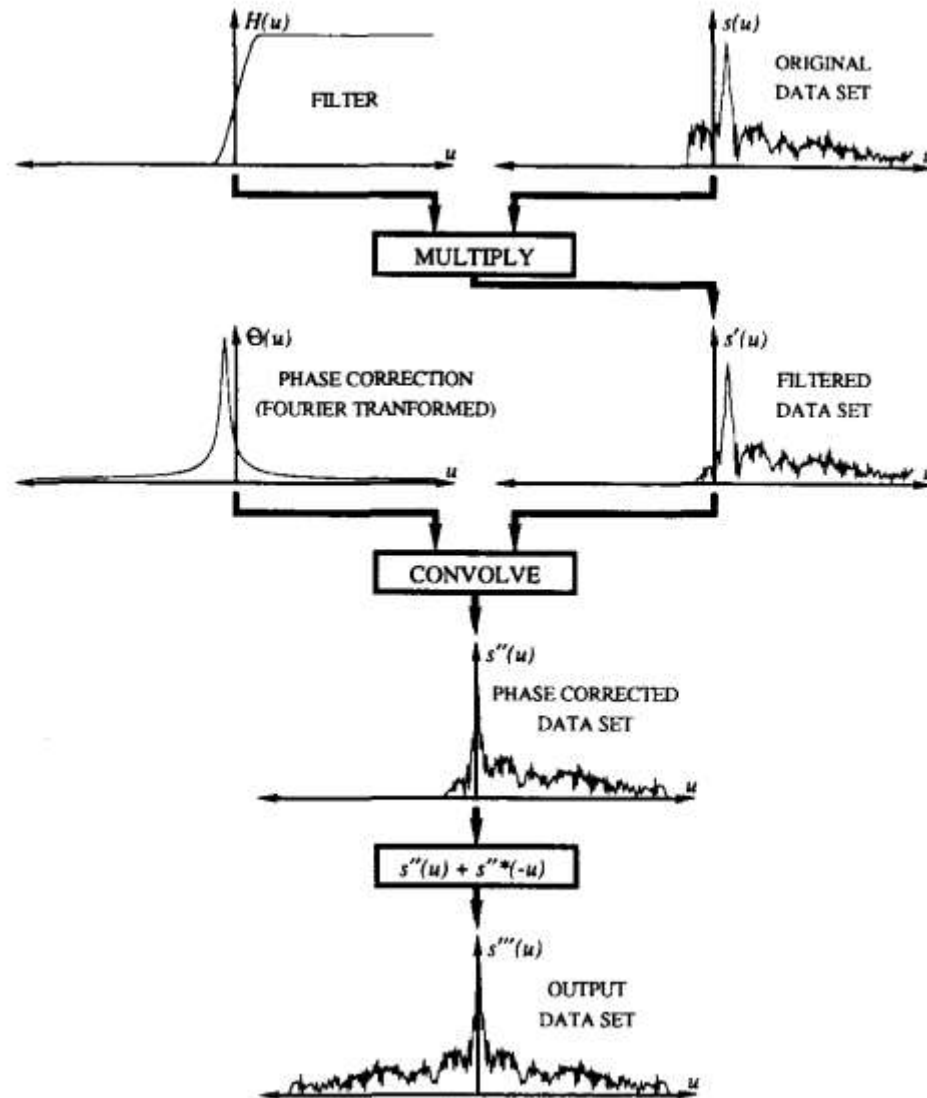 H(u)
FILTER
u
s(u)
ORIGINAL
DATA SET
MULTIPLY
Θ(u)
PHASE CORRECTION
(FOURIER TRANFORMED)
u
s'(u)
FILTERED
DATA SET
CONVOLVE
s''(u)
PHASE CORRECTED
DATA SET
u
s''(u) + s''*(-u)
s'''(u)
OUTPUT
DATA SET
u